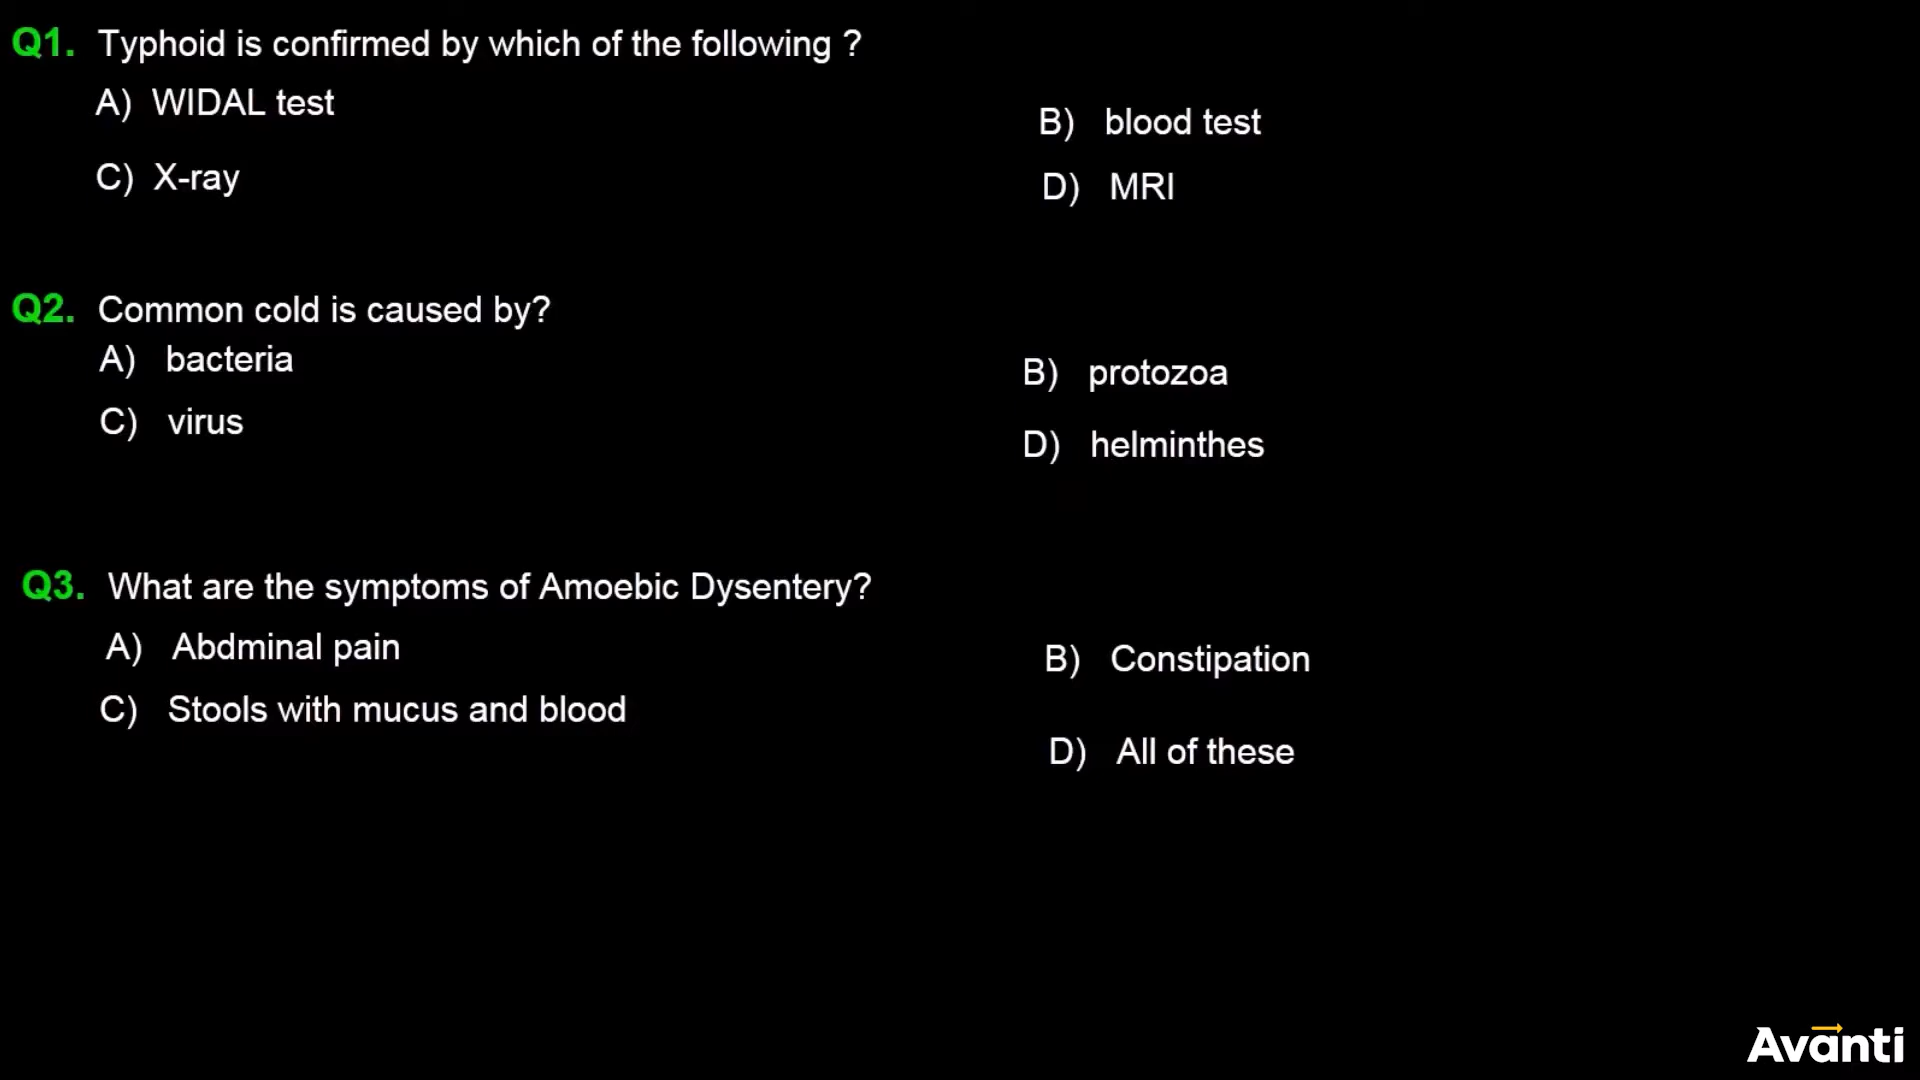 Q1. Typhoid is confirmed by which of the following ?
A) WIDAL test
B) blood test
C) X-ray
D) MRI
Q2. Common cold is caused by?
A) bacteria
B) protozoa
C) virus
D) helminthes
Q3. What are the symptoms of Amoebic Dysentery?
A) Abdminal pain
B) Constipation
C) Stools with mucus and blood
D) All of these
Avanti